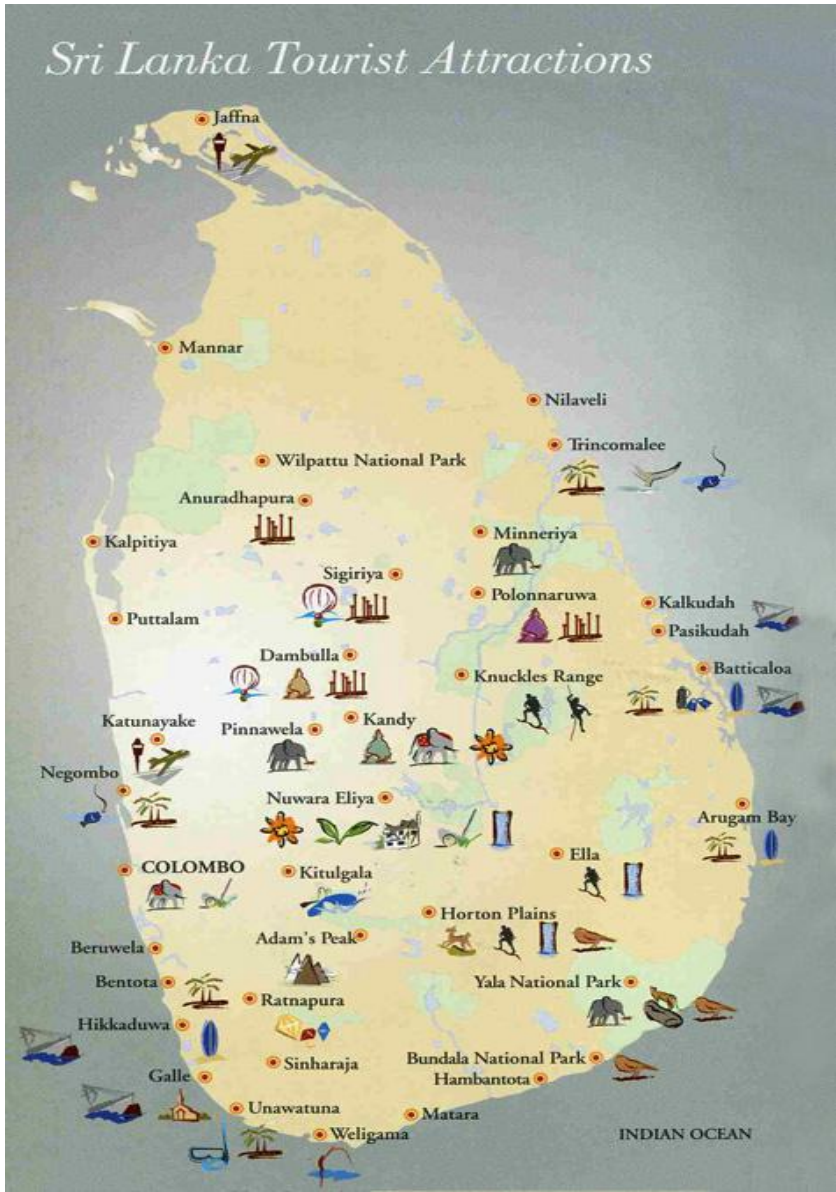 Sri Lanka Tourist Attractions
Jaffna
Mannar
Nilaveli
Trincomalee
Wilpattu National Park
Anuradhapura
Minneriya
Kalpitiya
Sigiriya
Polonnaruwa
Kalkudah
Puttalam
Pasikudah
Dambulla
Batticaloa
Knuckles Range
Katunayake
Kandy
Pinnawela
Negombo
Nuwara Eliya
Arugam Bay
Ella
COLOMBO
Kitulgala
Horton Plains
Adam's Peak
Beruwela
Bentota
Yala National Park
Ratnapura
Hikkaduwa
Sinharaja
Bundala National Park
Galle
Hambantota
Unawatuna
Matara
Weligama
INDIAN OCEAN